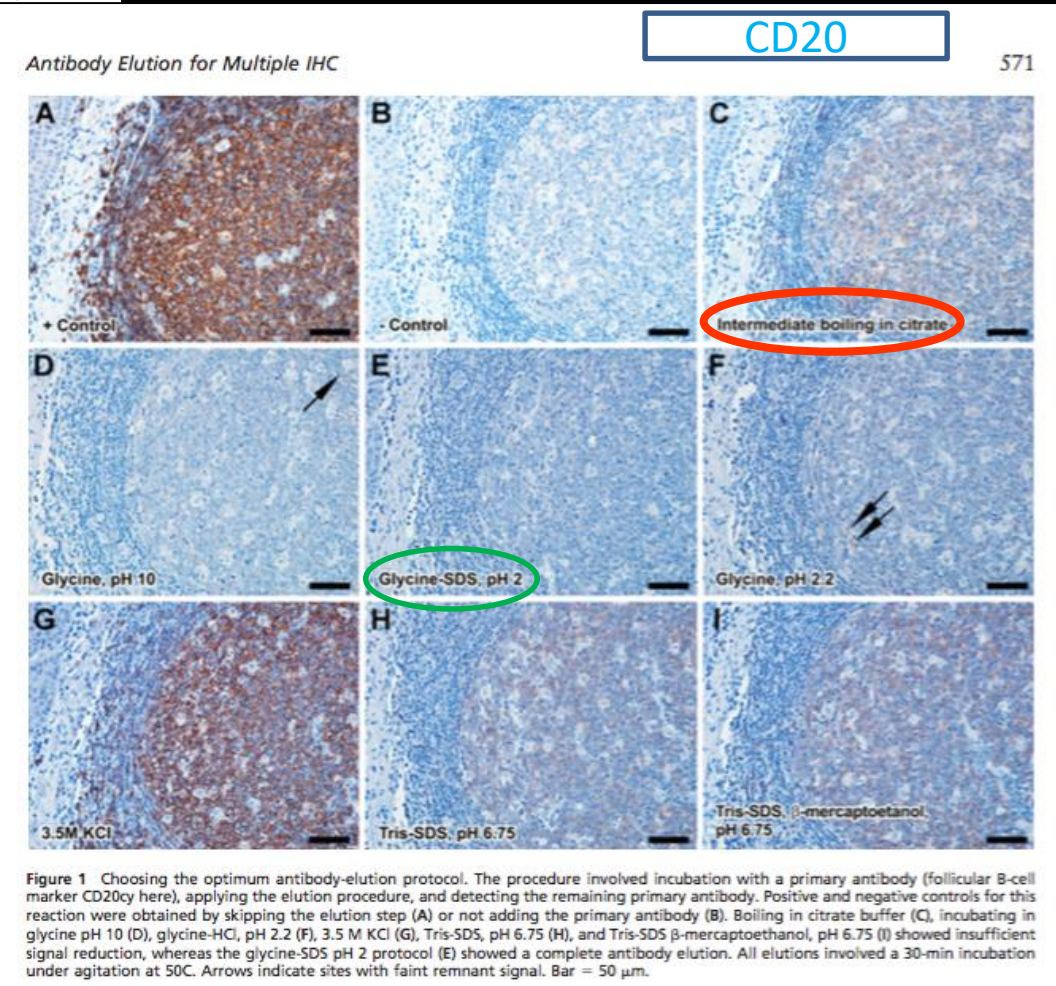 CD20
Antibody Elution for Multiple IHC 571
A
+ Control
B
- Control
C
Intermediate boiling in citrate
D
Glycine, pH 10
E
Glycine-SDS, pH 2
F
Glycine, pH 2.2
G
3.5M KCl
H
Tris-SDS, pH 6.75
I
Tris-SDS, β-mercaptoetanol,
pH 6.75
Figure 1 Choosing the optimum antibody-elution protocol. The procedure involved incubation with a primary antibody (follicular B-cell
marker CD20cy here), applying the elution procedure, and detecting the remaining primary antibody. Positive and negative controls for this
reaction were obtained by skipping the elution step (A) or not adding the primary antibody (B). Boiling in citrate buffer (C), incubating in
glycine pH 10 (D), glycine-HCl, pH 2.2 (F), 3.5 M KCl (G), Tris-SDS, pH 6.75 (H), and Tris-SDS β-mercaptoethanol, pH 6.75 (I) showed insufficient
signal reduction, whereas the glycine-SDS pH 2 protocol (E) showed a complete antibody elution. All elutions involved a 30-min incubation
under agitation at 50C. Arrows indicate sites with faint remnant signal. Bar = 50 μm.